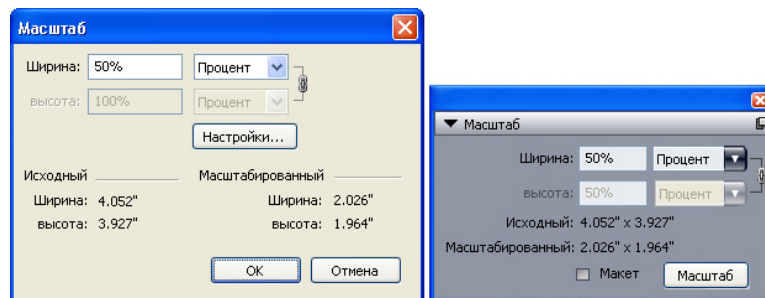 Масштаб
Ширина: 50% Процент
высота: 100% Процент
Настройки...
Исходный Масштабированный
Ширина: 4.052" Ширина: 2.026"
высота: 3.927" высота: 1.964"
ОК Отмена
Масштаб
Ширина: 50% Процент
высота: 50% Процент
Исходный: 4.052" x 3.927"
Масштабированный: 2.026" x 1.964"
Макет Масштаб